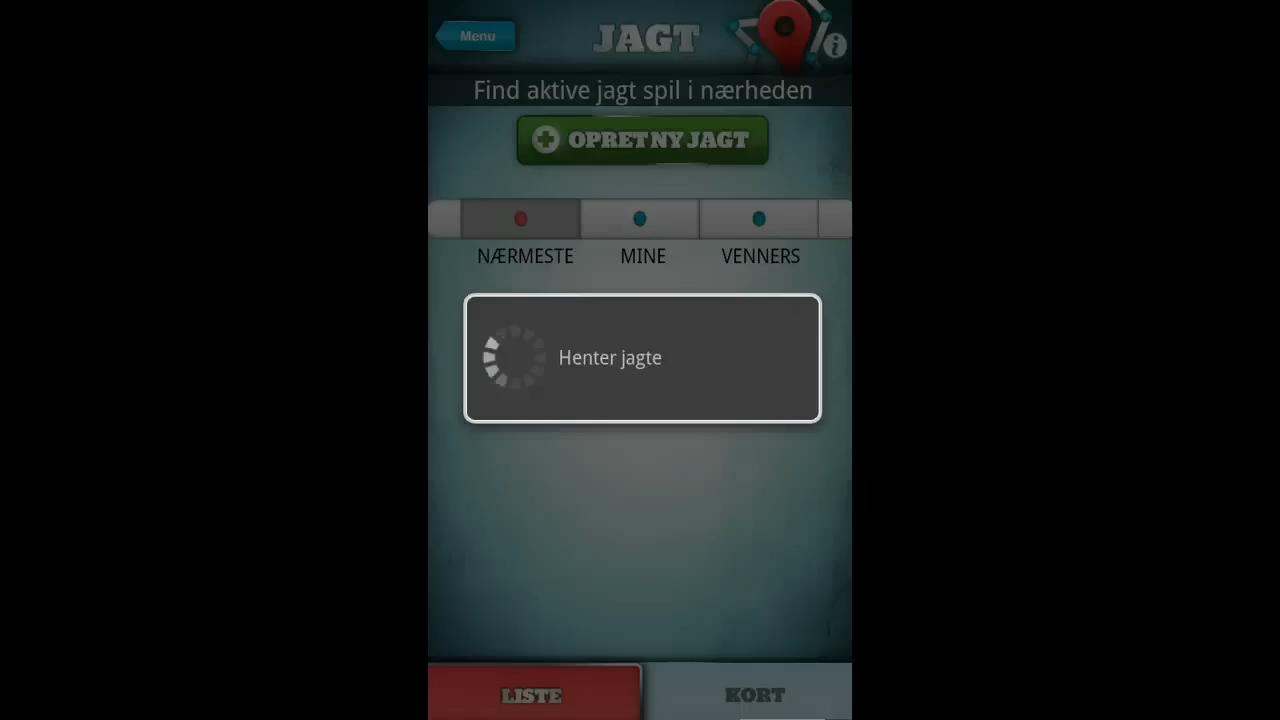 Menu
JAGT
i
Find aktive jagt spil i nærheden
OPRET NY JAGT
NÆRMESTE
MINE
VENNERS
Henter jagte
LISTE
KORT